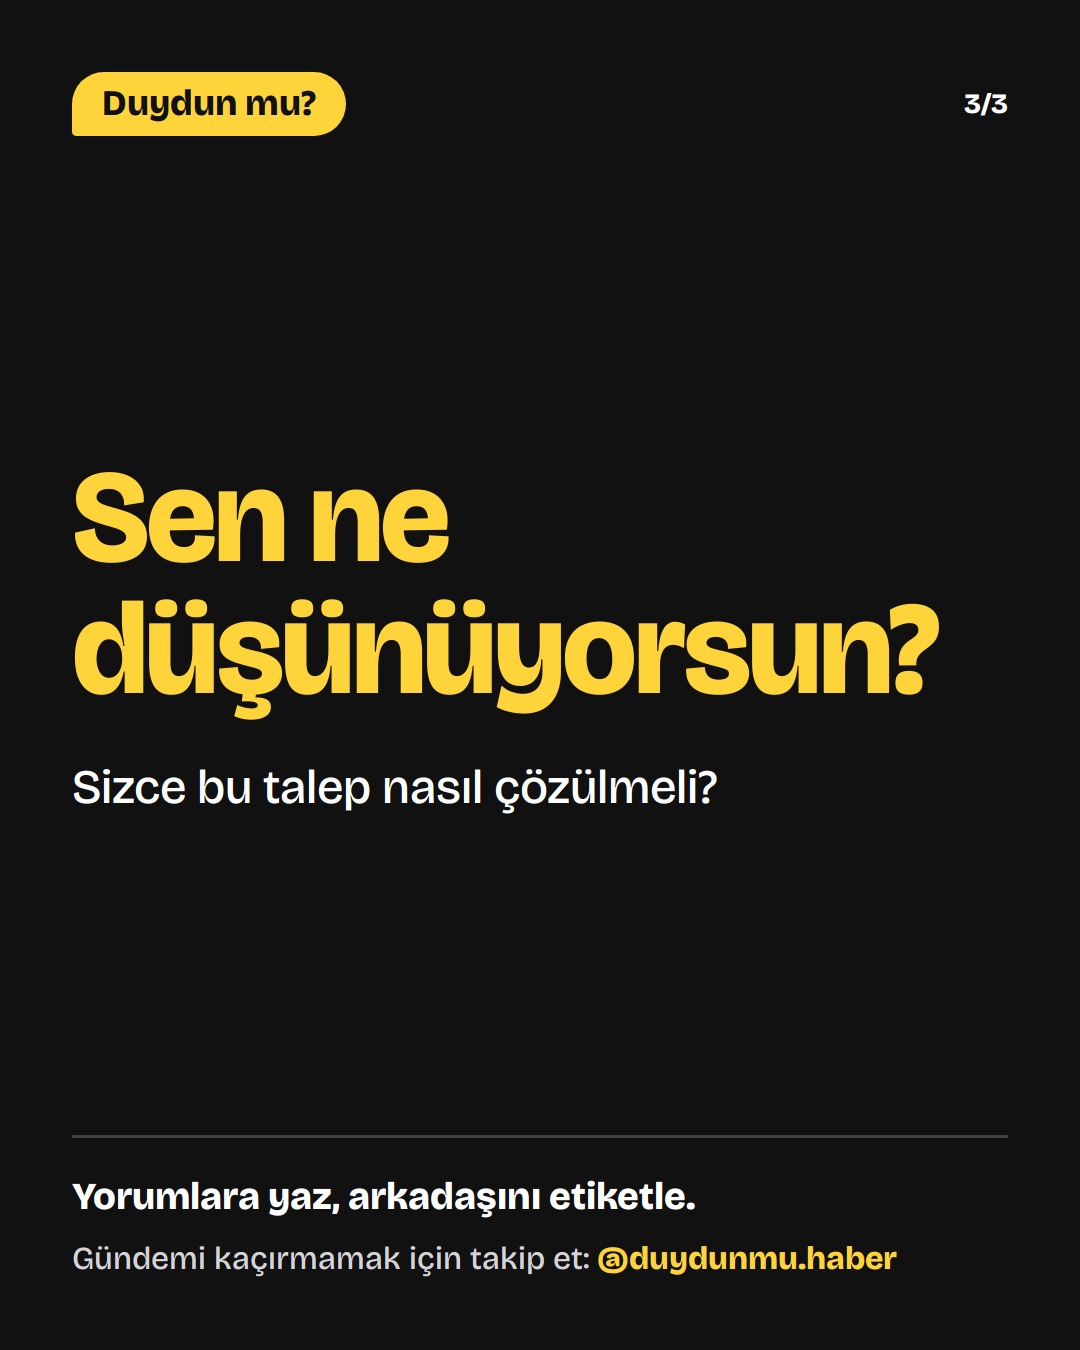 Duydun mu?
3/3
Sen ne
düşünüyorsun?
Sizce bu talep nasıl çözülmeli?
Yorumlara yaz, arkadaşını etiketle.
Gündemi kaçırmamak için takip et: @duydunmu.haber